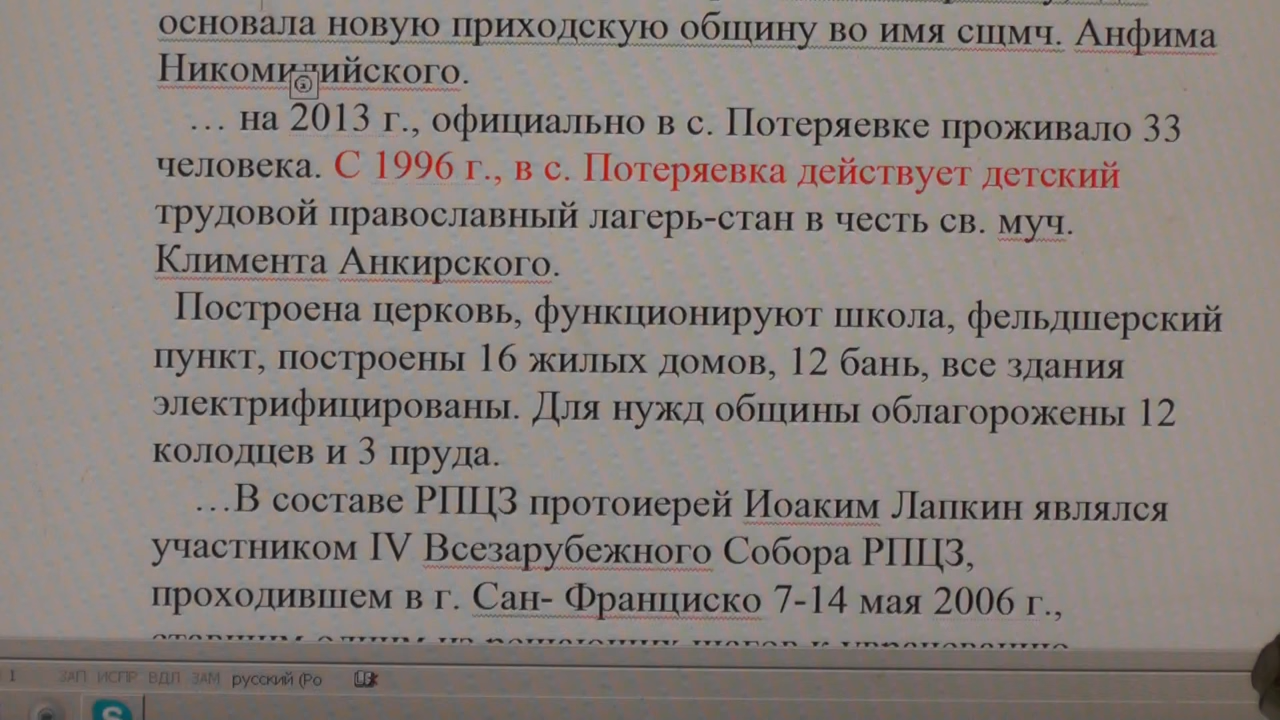 основала новую приходскую общину во имя сщмч. Анфима
Никомидийского.
… на 2013 г., официально в с. Потеряевке проживало 33
человека. С 1996 г., в с. Потеряевка действует детский
трудовой православный лагерь-стан в честь св. муч.
Климента Анкирского.
Построена церковь, функционируют школа, фельдшерский
пункт, построены 16 жилых домов, 12 бань, все здания
электрифицированы. Для нужд общины облагорожены 12
колодцев и 3 пруда.
…В составе РПЦЗ протоиерей Иоаким Лапкин являлся
участником IV Всезарубежного Собора РПЦЗ,
проходившем в г. Сан- Франциско 7-14 мая 2006 г.,
1 ЗАП ИСПР ВДЛ ЗАМ русский (Ро
S